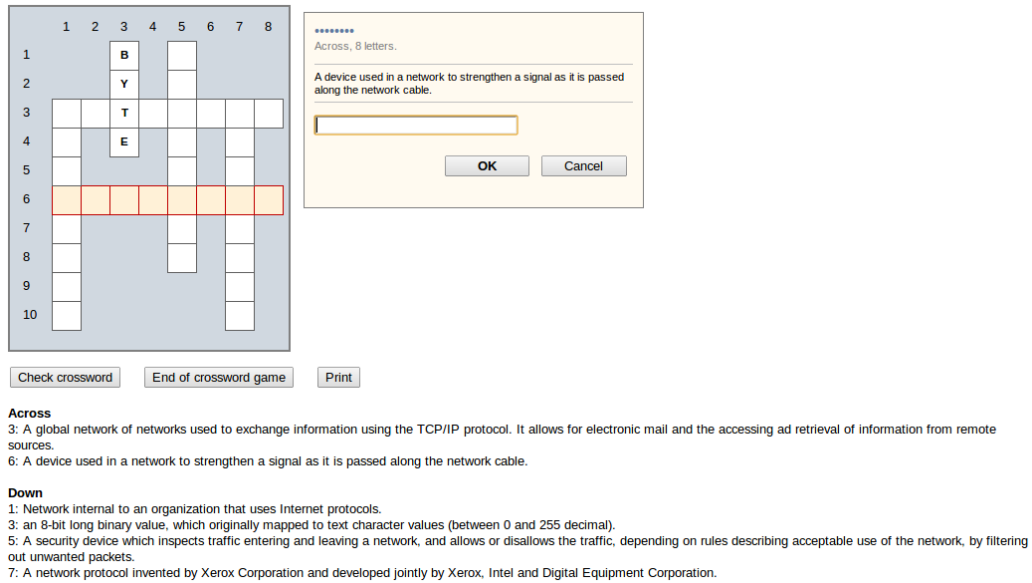 1 2 3 4 5 6 7 8
1 B
2 Y
3 T
4 E
5
6
7
8
9
10
••••••••
Across, 8 letters.
A device used in a network to strengthen a signal as it is passed
along the network cable.
OK Cancel
Check crossword End of crossword game Print
Across
3: A global network of networks used to exchange information using the TCP/IP protocol. It allows for electronic mail and the accessing ad retrieval of information from remote
sources.
6: A device used in a network to strengthen a signal as it is passed along the network cable.
Down
1: Network internal to an organization that uses Internet protocols.
3: an 8-bit long binary value, which originally mapped to text character values (between 0 and 255 decimal).
5: A security device which inspects traffic entering and leaving a network, and allows or disallows the traffic, depending on rules describing acceptable use of the network, by filtering
out unwanted packets.
7: A network protocol invented by Xerox Corporation and developed jointly by Xerox, Intel and Digital Equipment Corporation.